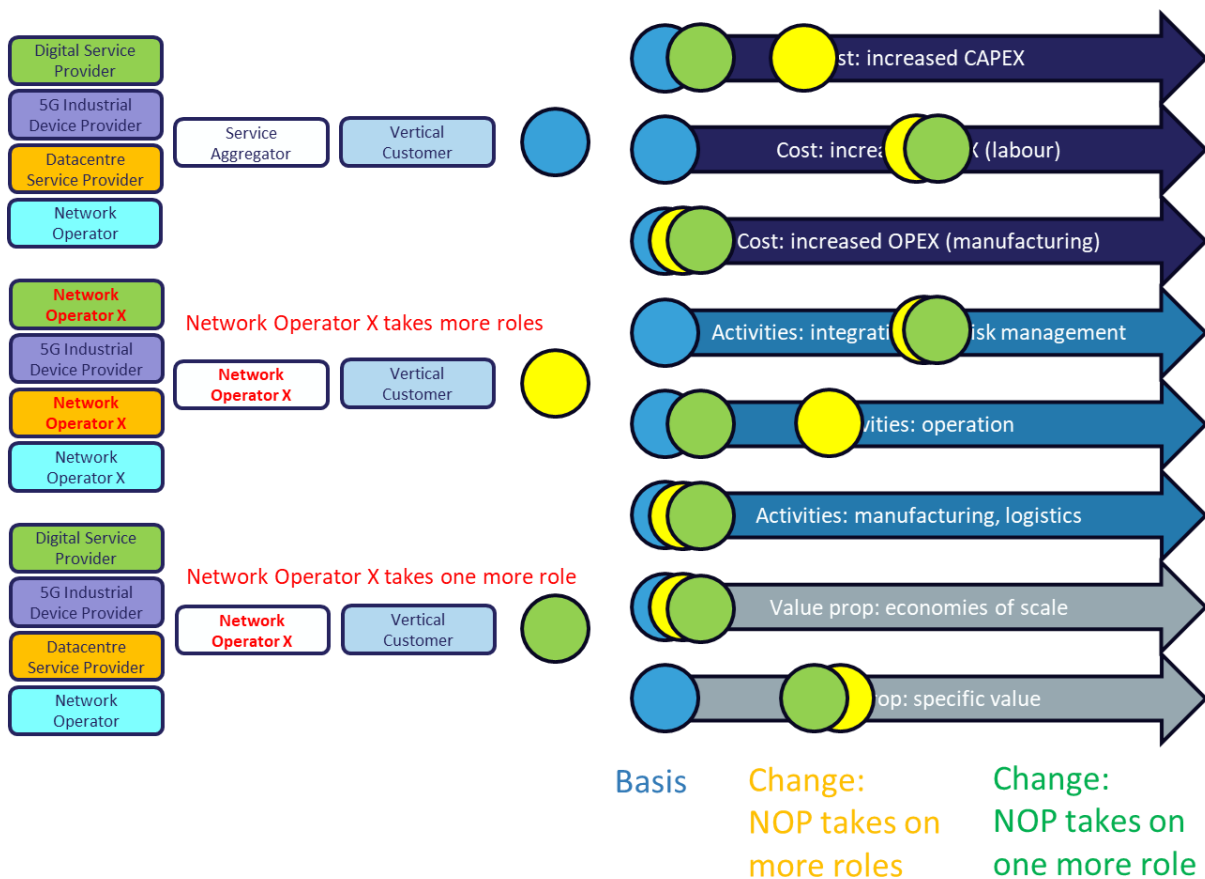 Digital Service
Provider
5G Industrial
Device Provider
Datacentre
Service Provider
Network
Operator
Service
Aggregator
Vertical
Customer
Network
Operator X
5G Industrial
Device Provider
Network
Operator X
Network
Operator X
Network Operator X takes more roles
Network
Operator X
Vertical
Customer
Digital Service
Provider
5G Industrial
Device Provider
Datacentre
Service Provider
Network
Operator
Network Operator X takes one more role
Network
Operator X
Vertical
Customer
st: increased CAPEX
Cost: increa X (labour)
Cost: increased OPEX (manufacturing)
Activities: integrati isk management
vities: operation
Activities: manufacturing, logistics
Value prop: economies of scale
rop: specific value
Basis
Change:
NOP takes on
more roles
Change:
NOP takes on
one more role